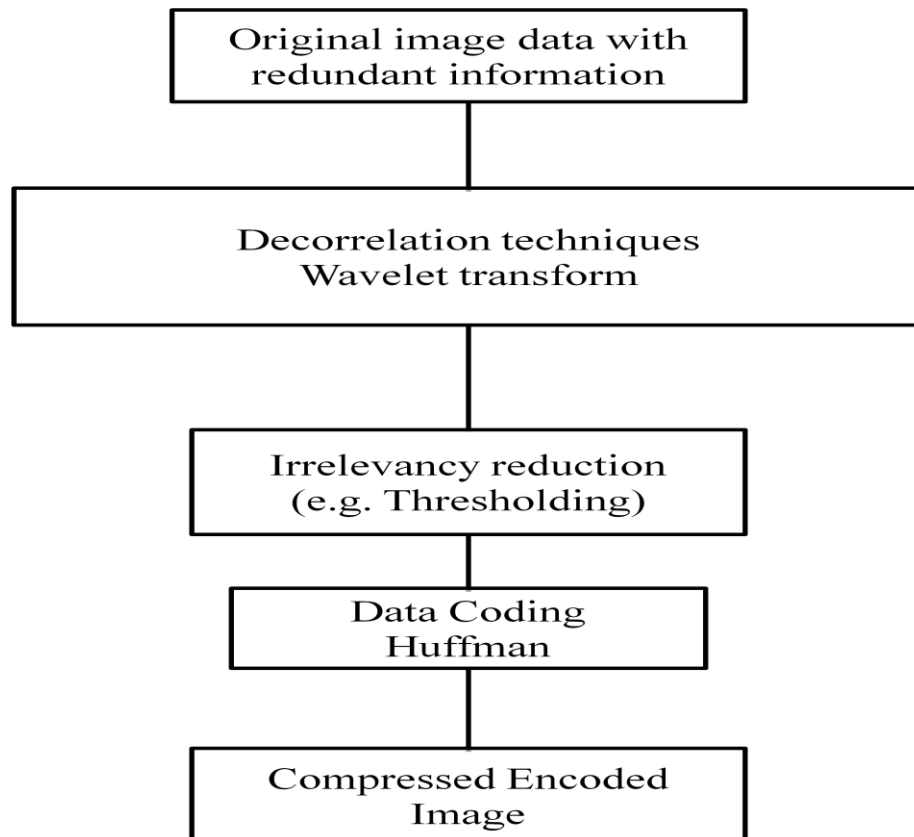 Original image data with
redundant information
Decorrelation techniques
Wavelet transform
Irrelevancy reduction
(e.g. Thresholding)
Data Coding
Huffman
Compressed Encoded
Image